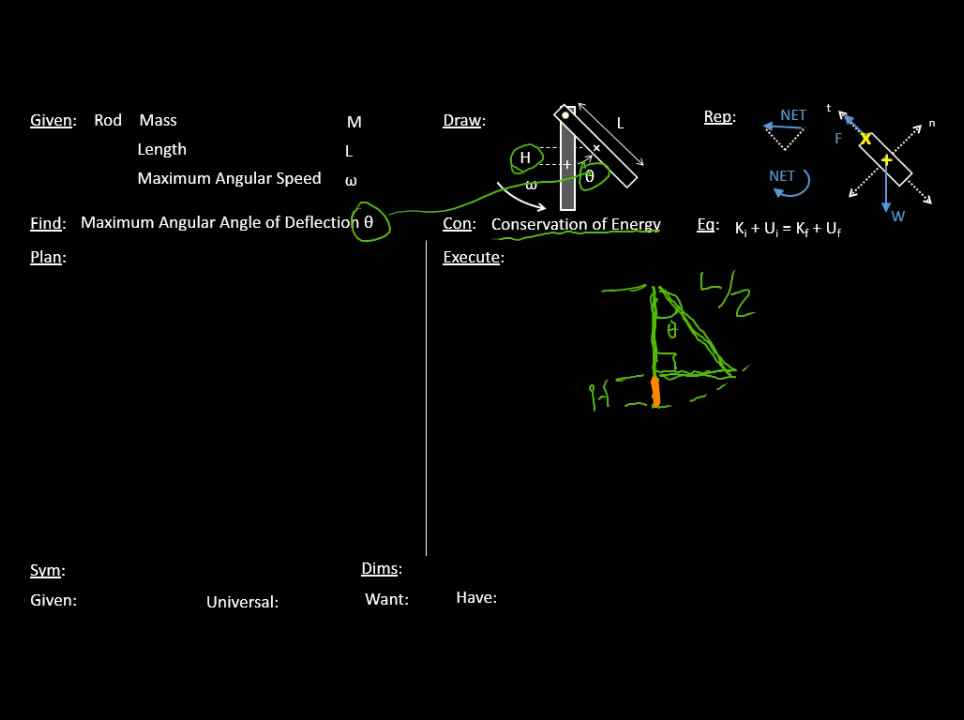 Given: Rod Mass M
Length L
Maximum Angular Speed ω
Find: Maximum Angular Angle of Deflection θ
Draw:
L
H
θ
ω
Con: Conservation of Energy
Rep:
NET
NET
t
n
F
X
W
Eq: Ki + Ui = Kf + Uf
Plan:
Execute:
L/2
θ
H
Sym:
Given:
Universal:
Dims:
Want:
Have: